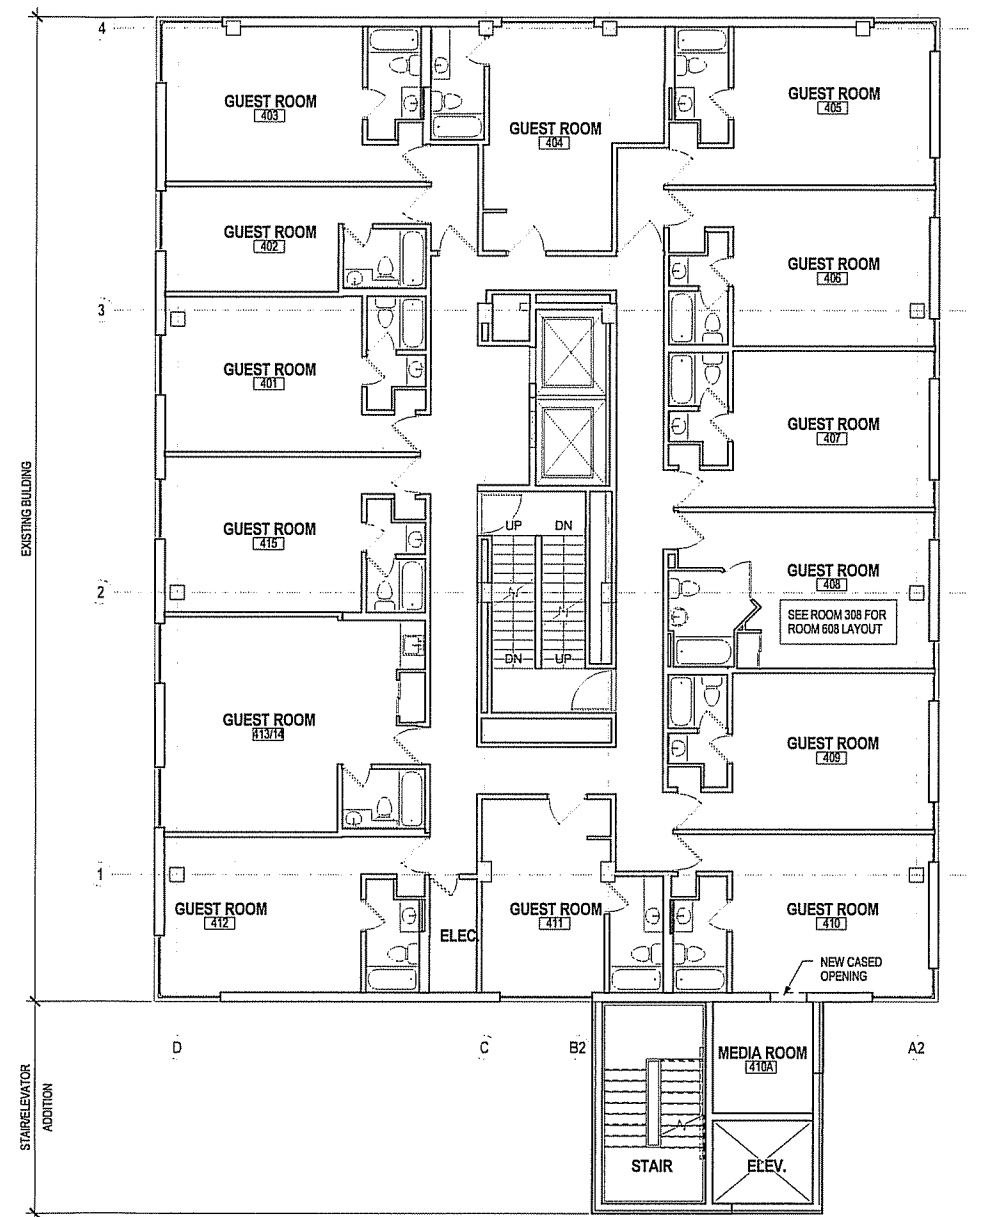 4
GUEST ROOM
403
GUEST ROOM
404
GUEST ROOM
405
GUEST ROOM
402
GUEST ROOM
406
3
GUEST ROOM
401
GUEST ROOM
407
EXISTING BUILDING
UP
DN
GUEST ROOM
415
GUEST ROOM
408
2
SEE ROOM 308 FOR
ROOM 608 LAYOUT
DN
UP
GUEST ROOM
413/14
GUEST ROOM
409
1
GUEST ROOM
412
ELEC.
GUEST ROOM
411
GUEST ROOM
410
NEW CASED
OPENING
D
C
B2
A2
MEDIA ROOM
410A
STAIR/ELEVATOR
ADDITION
STAIR
ELEV.